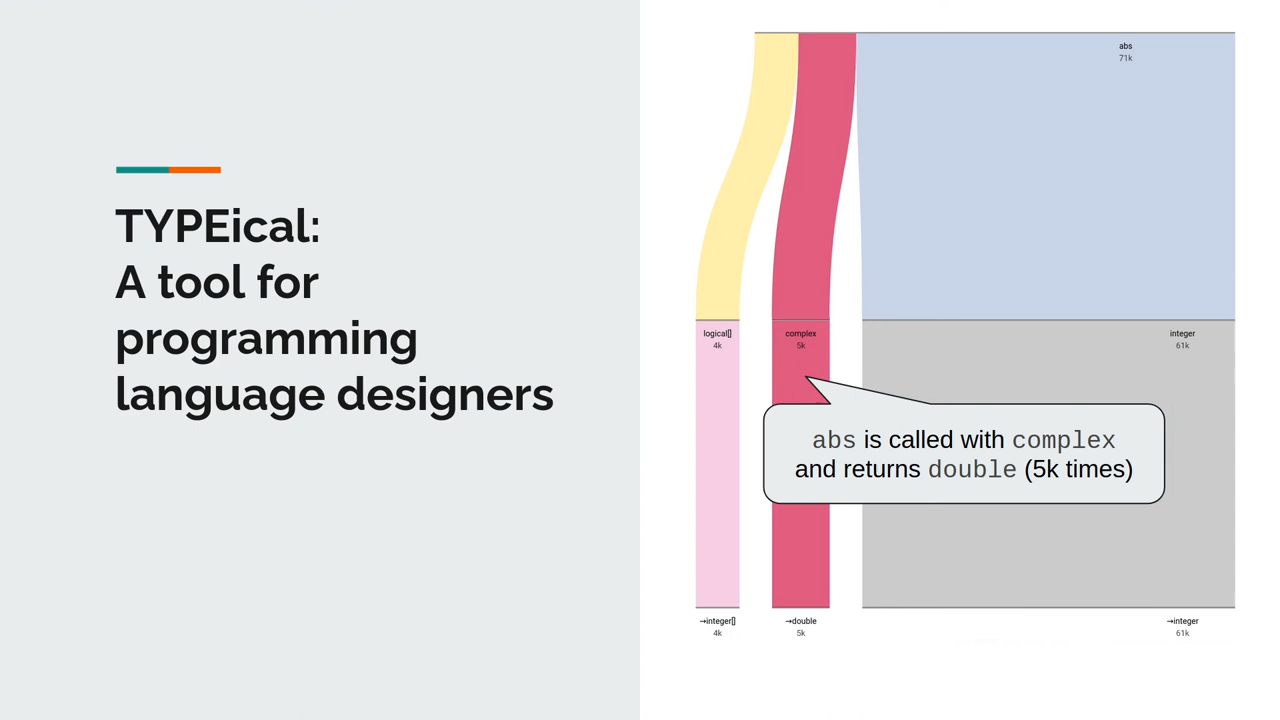 TYPEical:
A tool for
programming
language designers
abs
71k
logical[]
4k
complex
5k
integer
61k
abs is called with complex
and returns double (5k times)
→integer[]
4k
→double
5k
→integer
61k